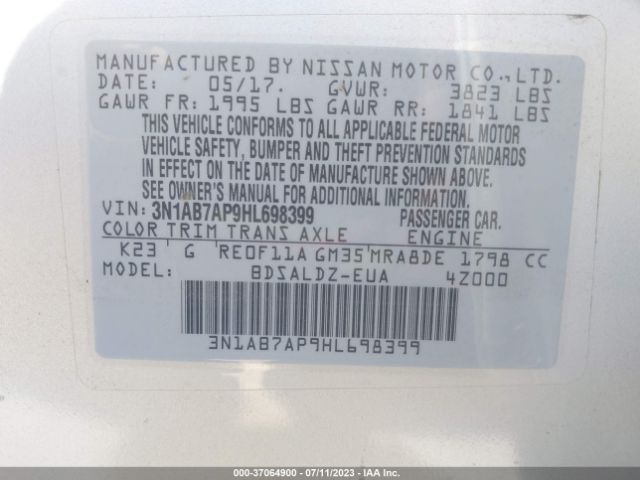 MANUFACTURED BY NISSAN MOTOR CO.,LTD.
DATE: 05/17. GVWR: 3823 LBS
GAWR FR: 1995 LBS GAWR RR: 1841 LBS
THIS VEHICLE CONFORMS TO ALL APPLICABLE FEDERAL MOTOR
VEHICLE SAFETY, BUMPER AND THEFT PREVENTION STANDARDS
IN EFFECT ON THE DATE OF MANUFACTURE SHOWN ABOVE.
SEE OWNER'S MANUAL FOR ADDITIONAL INFORMATION.
VIN: 3N1AB7AP9HL698399 PASSENGER CAR.
COLOR TRIM TRANS AXLE ENGINE
K23 G RE0F11A GM35 MRA8DE 1798 CC
MODEL: BDSALDZ-EUA 4Z000
3N1AB7AP9HL698399
000-37064900 - 07/11/2023 - IAA Inc.